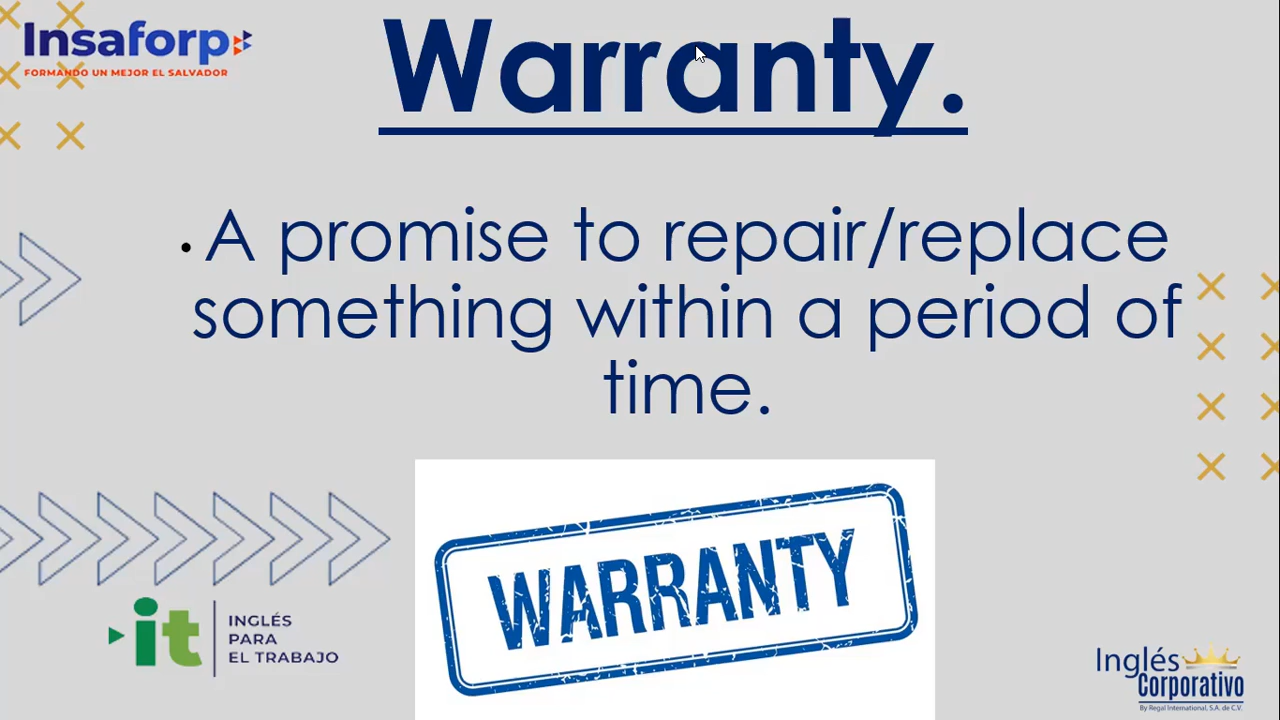 Insaforp
FORMANDO UN MEJOR EL SALVADOR
Warranty.
• A promise to repair/replace
something within a period of
time.
WARRANTY
it
INGLÉS
PARA
EL TRABAJO
Inglés
Corporativo
By Regal International, S.A. de C.V.